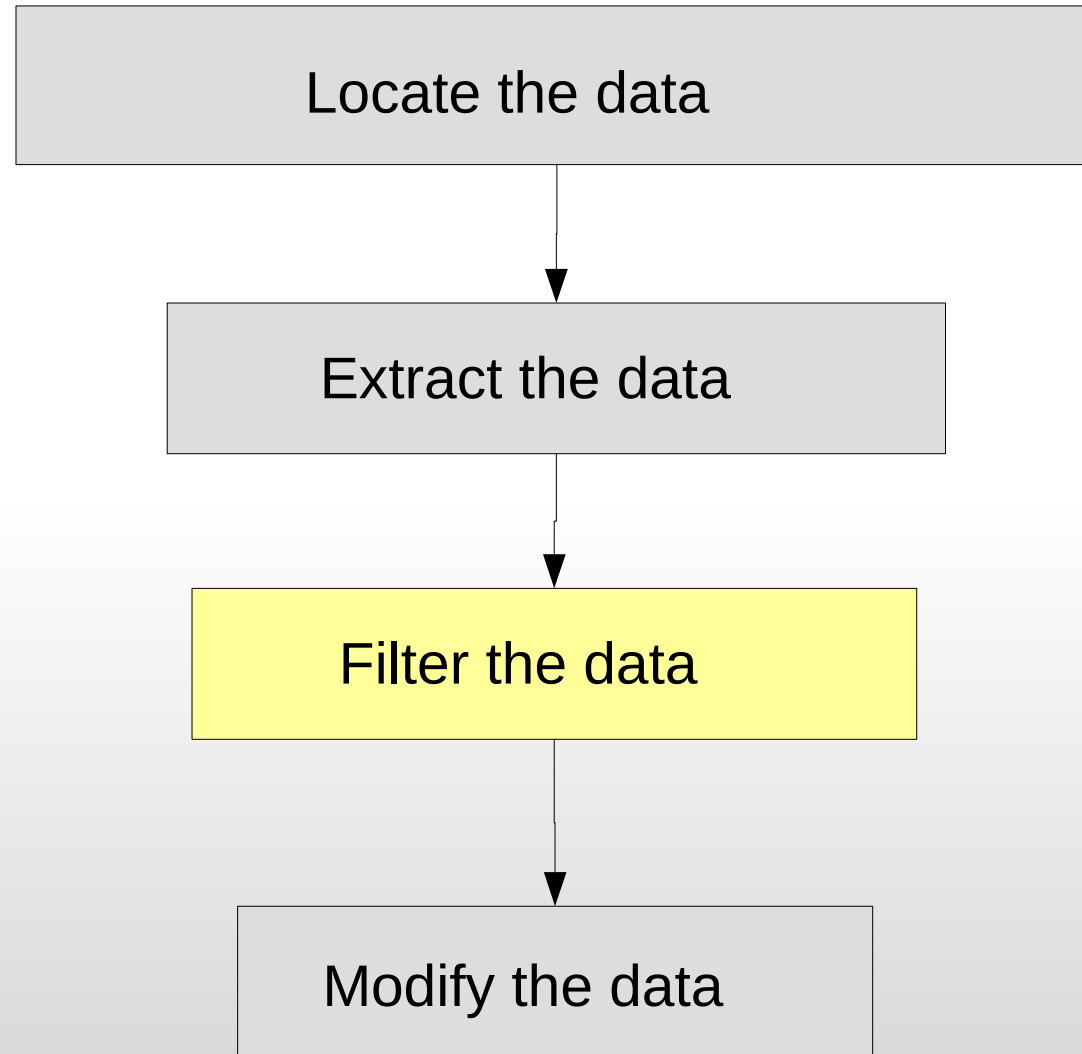 Locate the data
Extract the data
Filter the data
Modify the data